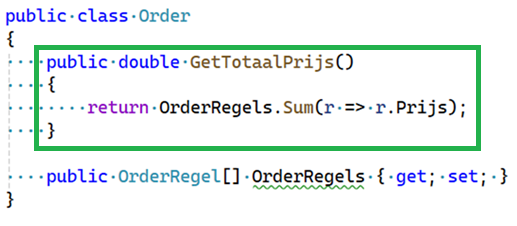 public class Order
{
public double GetTotaalPrijs()
{
return OrderRegels.Sum(r => r.Prijs);
}
public OrderRegel[] OrderRegels { get; set; }
}